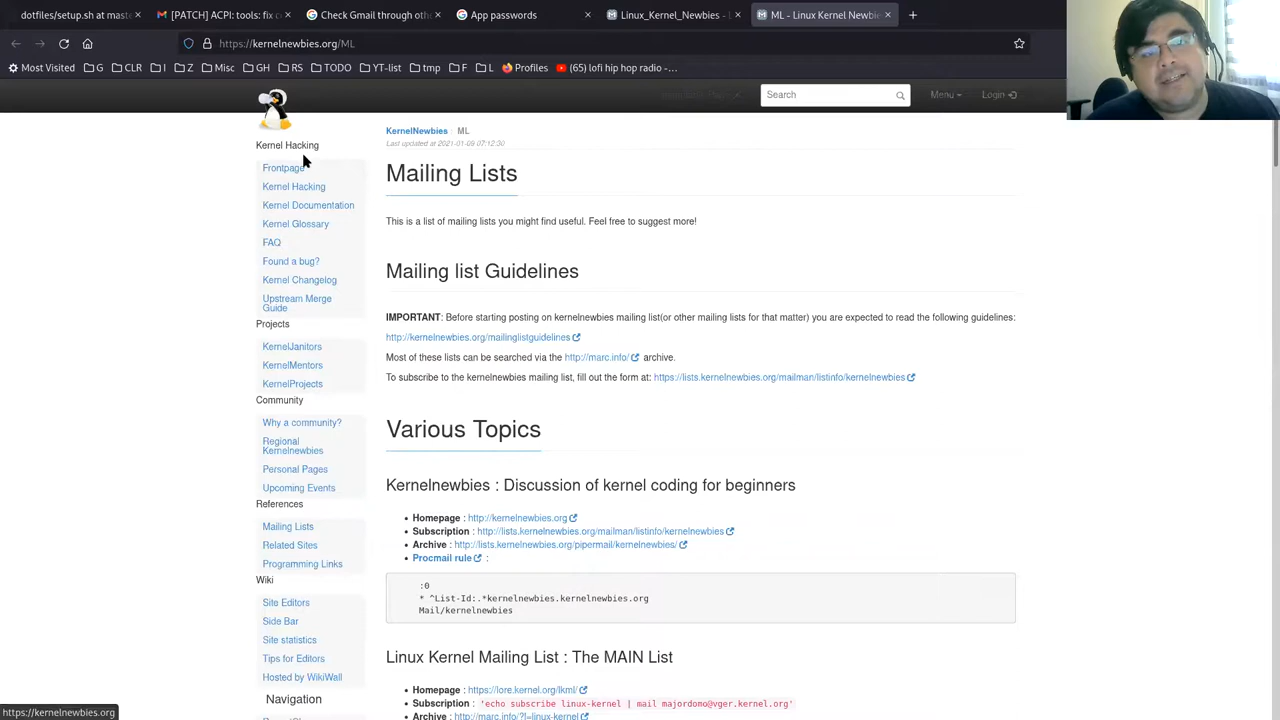 dotfiles/setup.sh at maste
[PATCH] ACPI: tools: fix c
Check Gmail through othe
App passwords
Linux_Kernel_Newbies - L
ML - Linux Kernel Newbie
https://kernelnewbies.org/ML
Most Visited G CLR I Z Misc GH RS TODO YT-list tmp E L Profiles (65) lofi hip hop radio -…
Search
Menu
Login
Kernel Hacking
Frontpage
Kernel Hacking
Kernel Documentation
Kernel Glossary
FAQ
Found a bug?
Kernel Changelog
Upstream Merge
Guide
Projects
KernelJanitors
KernelMentors
KernelProjects
Community
Why a community?
Regional
Kernelnewbies
Personal Pages
Upcoming Events
References
Mailing Lists
Related Sites
Programming Links
Wiki
Site Editors
Side Bar
Site statistics
Tips for Editors
Hosted by WikiWall
Navigation
KernelNewbies : ML
Last updated at 2021-01-09 07:12:30
Mailing Lists
This is a list of mailing lists you might find useful. Feel free to suggest more!
Mailing list Guidelines
IMPORTANT: Before starting posting on kernelnewbies mailing list(or other mailing lists for that matter) you are expected to read the following guidelines:
http://kernelnewbies.org/mailinglistguidelines
Most of these lists can be searched via the http://marc.info/ archive.
To subscribe to the kernelnewbies mailing list, fill out the form at: https://lists.kernelnewbies.org/mailman/listinfo/kernelnewbies
Various Topics
Kernelnewbies : Discussion of kernel coding for beginners
• Homepage : http://kernelnewbies.org
• Subscription : http://lists.kernelnewbies.org/mailman/listinfo/kernelnewbies
• Archive : http://lists.kernelnewbies.org/pipermail/kernelnewbies/
• Procmail rule :
:0
* ^List-Id:.*kernelnewbies.kernelnewbies.org
Mail/kernelnewbies
Linux Kernel Mailing List : The MAIN List
• Homepage : https://lore.kernel.org/lkml/
• Subscription : 'echo subscribe linux-kernel | mail majordomo@vger.kernel.org'
• Archive : http://marc.info/?l=linux-kernel
https://kernelnewbies.org